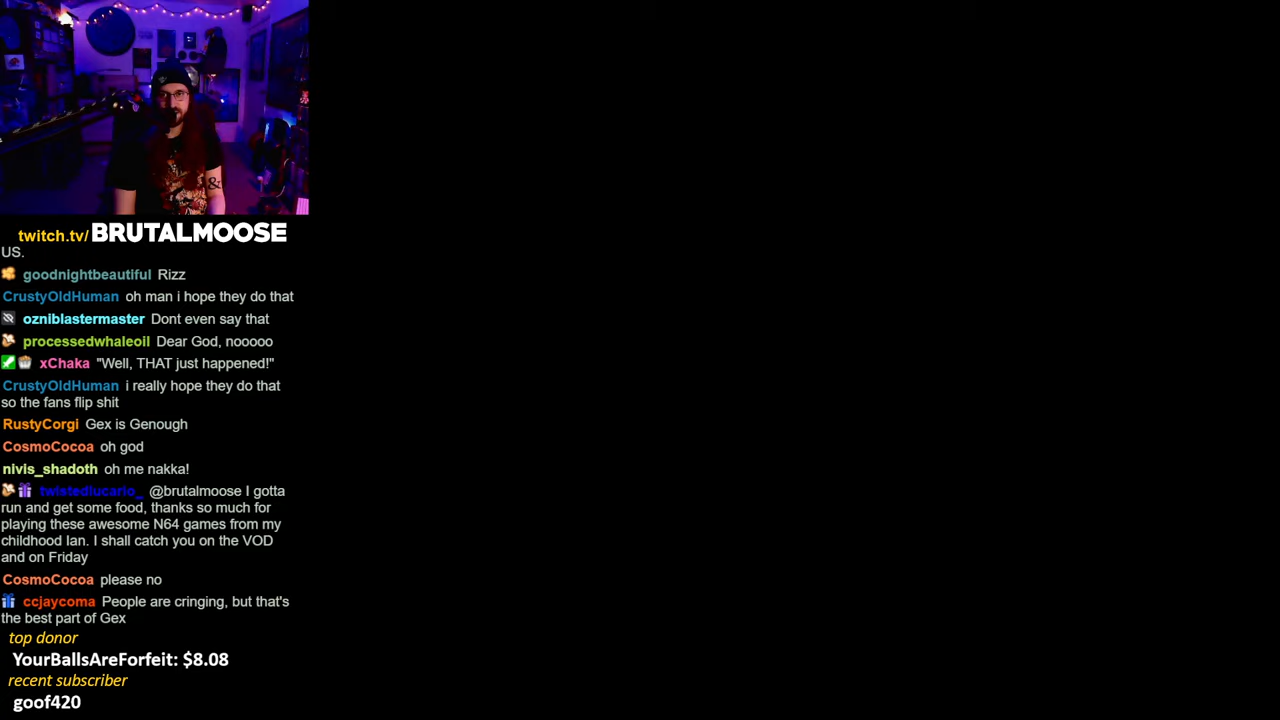 twitch.tv/BRUTALMOOSE
US.
goodnightbeautiful Rizz
CrustyOldHuman oh man i hope they do that
ozniblastermaster Dont even say that
processedwhaleoil Dear God, nooooo
xChaka "Well, THAT just happened!"
CrustyOldHuman i really hope they do that
so the fans flip shit
RustyCorgi Gex is Genough
CosmoCocoa oh god
nivis_shadoth oh me nakka!
twistedlucario_ @brutalmoose I gotta
run and get some food, thanks so much for
playing these awesome N64 games from my
childhood Ian. I shall catch you on the VOD
and on Friday
CosmoCocoa please no
ccjaycoma People are cringing, but that's
the best part of Gex
top donor
YourBallsAreForfeit: $8.08
recent subscriber
goof420
&